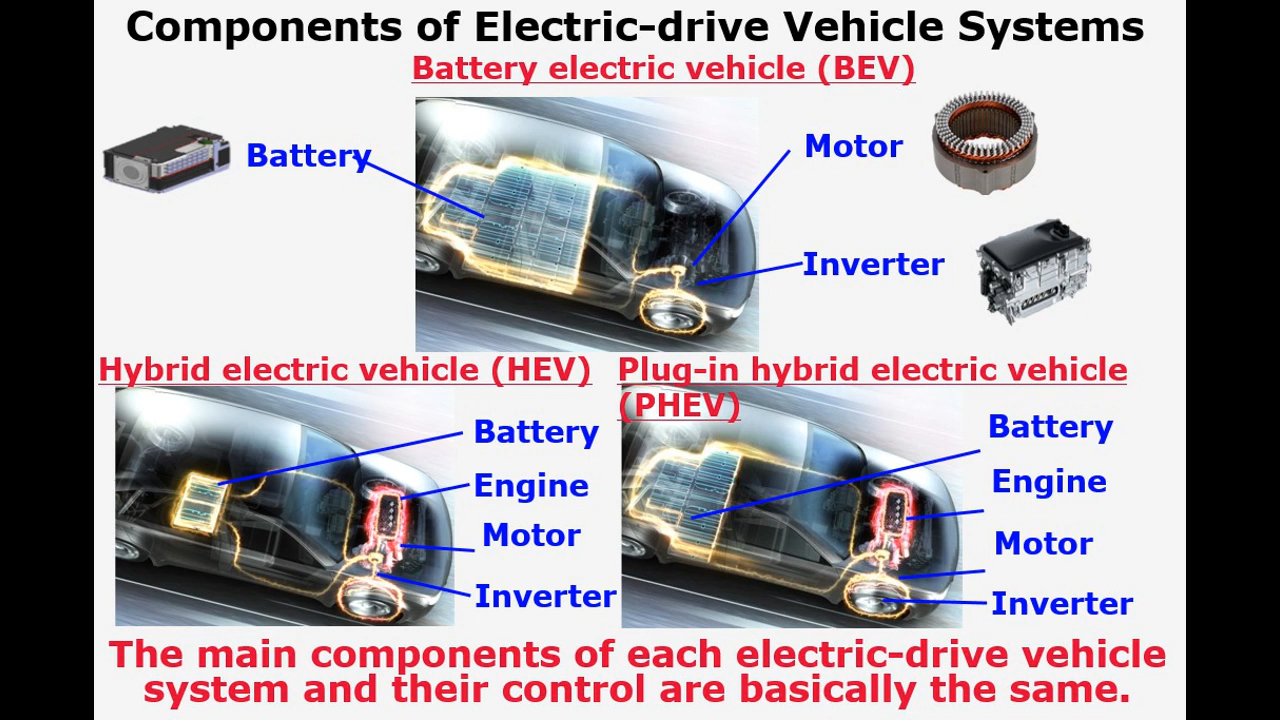 Components of Electric-drive Vehicle Systems
Battery electric vehicle (BEV)
Battery
Motor
Inverter
Hybrid electric vehicle (HEV)
Battery
Engine
Motor
Inverter
Plug-in hybrid electric vehicle
(PHEV)
Battery
Engine
Motor
Inverter
The main components of each electric-drive vehicle
system and their control are basically the same.